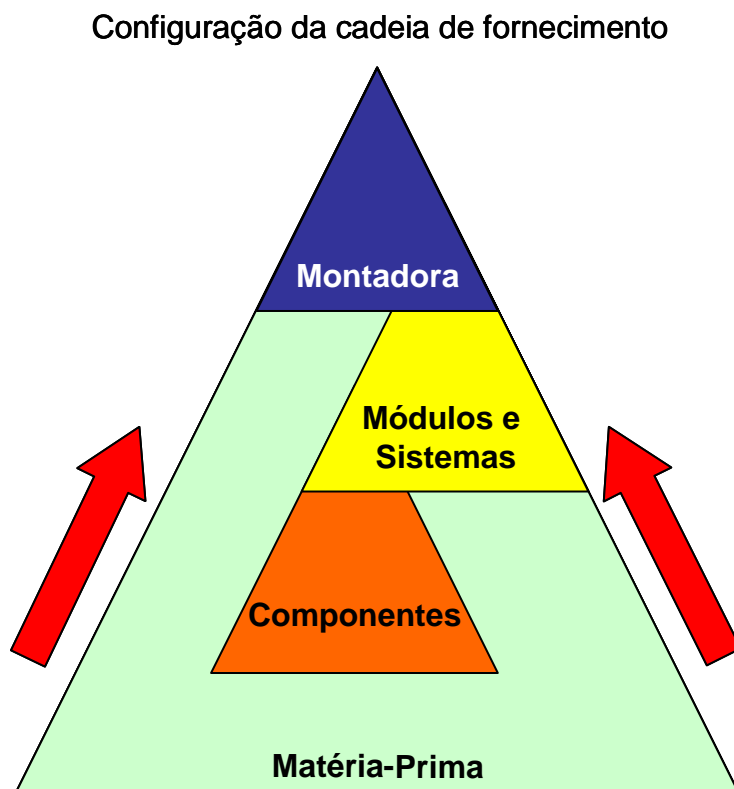 Configuração da cadeia de fornecimento
Montadora
Módulos e
Sistemas
Componentes
Matéria-Prima